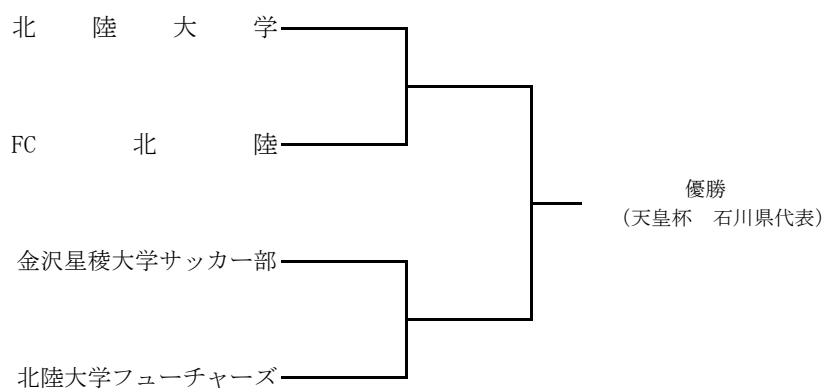 北陸大学
FC北陸
優勝
（天皇杯　石川県代表）
金沢星稜大学サッカー部
北陸大学フューチャーズ